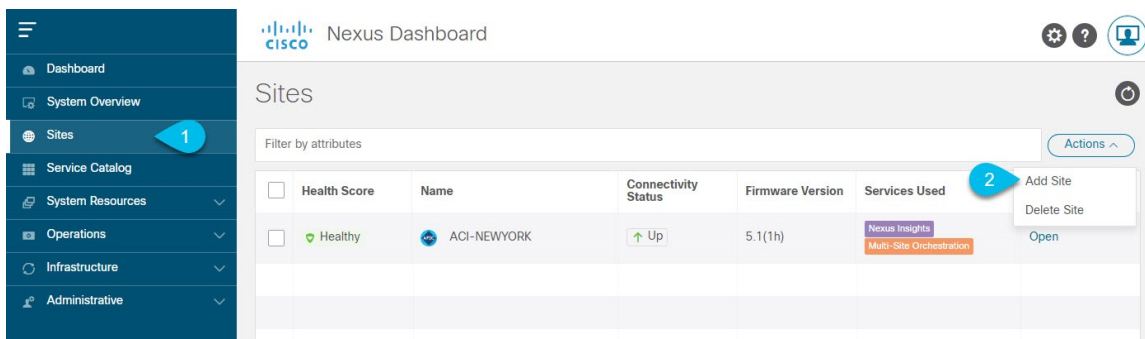 CISCO
Nexus Dashboard
Dashboard
System Overview
Sites
1
Service Catalog
System Resources
Operations
Infrastructure
Administrative
Sites
Filter by attributes
Actions
2
Add Site
Delete Site
Health Score
Name
Connectivity
Status
Firmware Version
Services Used
Healthy
ACI-NEWYORK
Up
5.1(1h)
Nexus Insights
Multi-Site Orchestration
Open